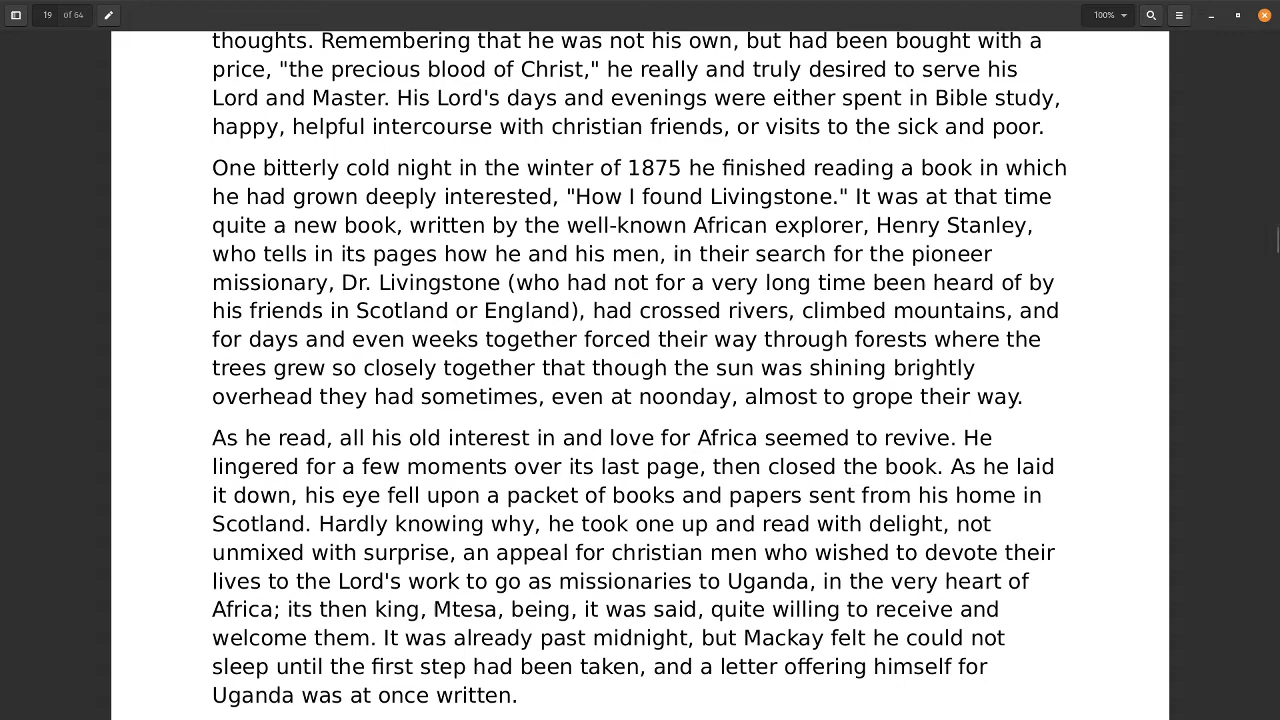 19 of 64
100%
thoughts. Remembering that he was not his own, but had been bought with a
price, "the precious blood of Christ," he really and truly desired to serve his
Lord and Master. His Lord's days and evenings were either spent in Bible study,
happy, helpful intercourse with christian friends, or visits to the sick and poor.
One bitterly cold night in the winter of 1875 he finished reading a book in which
he had grown deeply interested, "How I found Livingstone." It was at that time
quite a new book, written by the well-known African explorer, Henry Stanley,
who tells in its pages how he and his men, in their search for the pioneer
missionary, Dr. Livingstone (who had not for a very long time been heard of by
his friends in Scotland or England), had crossed rivers, climbed mountains, and
for days and even weeks together forced their way through forests where the
trees grew so closely together that though the sun was shining brightly
overhead they had sometimes, even at noonday, almost to grope their way.
As he read, all his old interest in and love for Africa seemed to revive. He
lingered for a few moments over its last page, then closed the book. As he laid
it down, his eye fell upon a packet of books and papers sent from his home in
Scotland. Hardly knowing why, he took one up and read with delight, not
unmixed with surprise, an appeal for christian men who wished to devote their
lives to the Lord's work to go as missionaries to Uganda, in the very heart of
Africa; its then king, Mtesa, being, it was said, quite willing to receive and
welcome them. It was already past midnight, but Mackay felt he could not
sleep until the first step had been taken, and a letter offering himself for
Uganda was at once written.